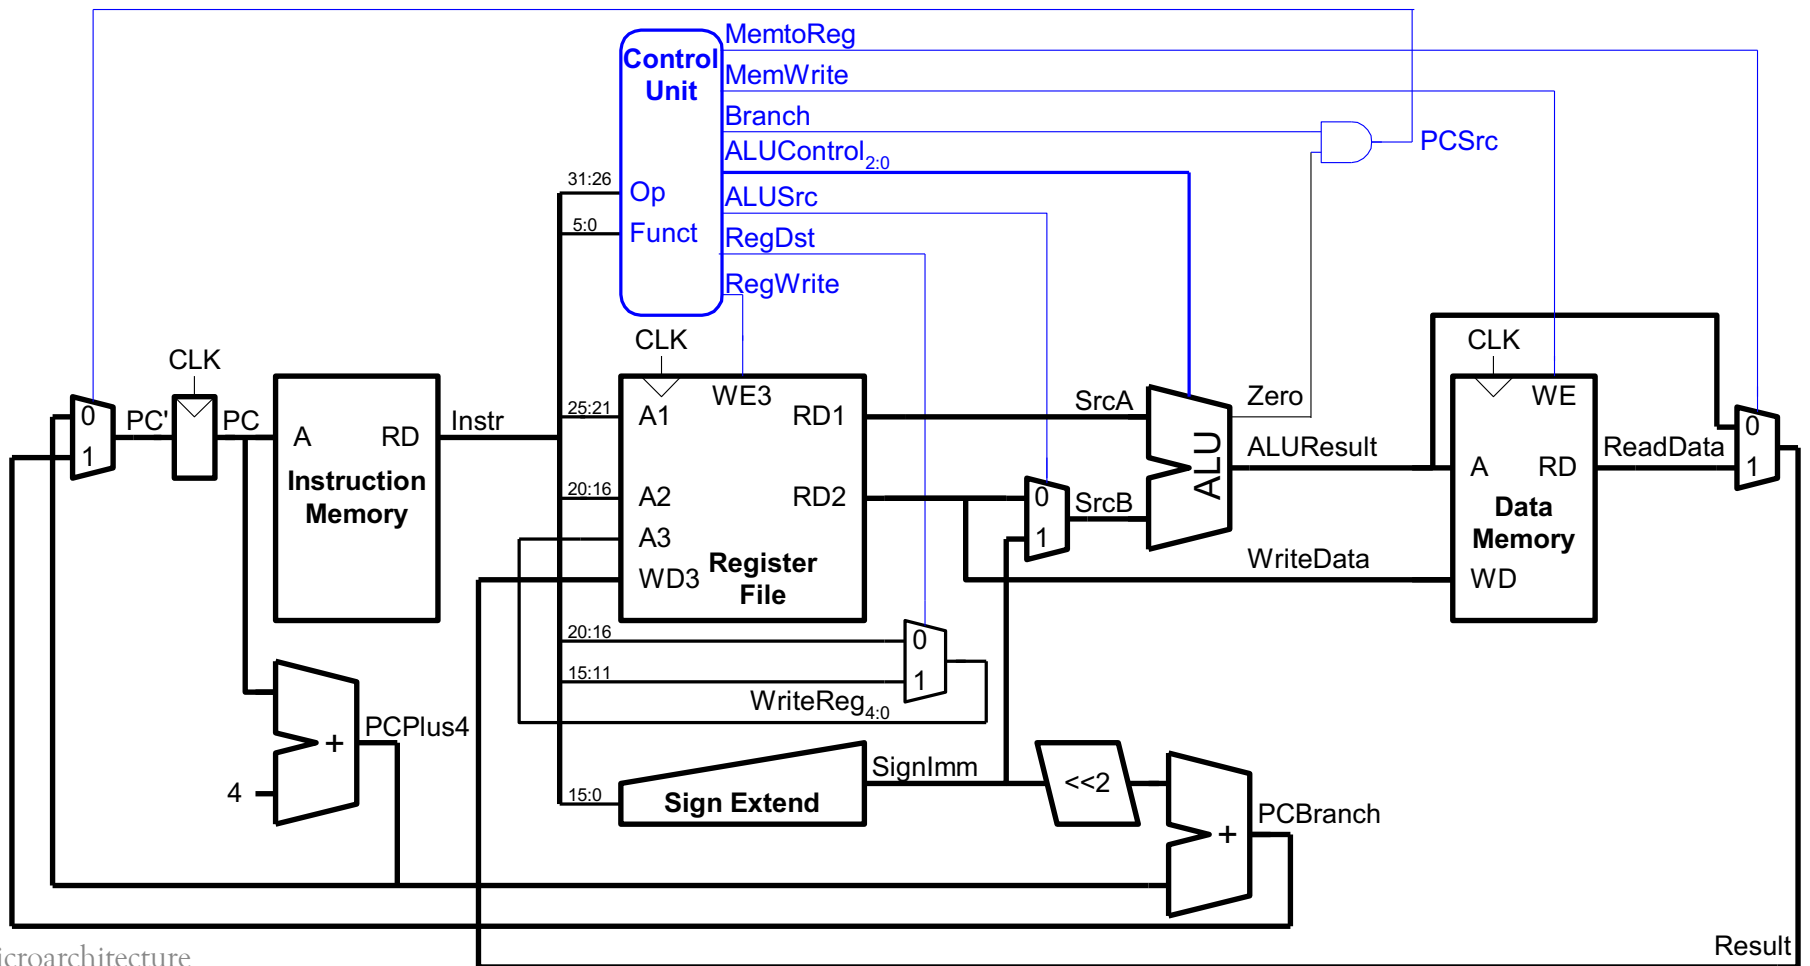 MemtoReg
Control
Unit
MemWrite
Branch
ALUControl2:0
PCSrc
31:26
Op
ALUSrc
5:0
Funct
RegDst
RegWrite
CLK
CLK
CLK
0
1
PC'
PC
A
RD
Instruction
Memory
Instr
25:21
A1
WE3
RD1
20:16
A2
RD2
A3
WD3
Register
File
SrcA
0
1
SrcB
ALU
Zero
ALUResult
WriteData
WE
A
RD
Data
Memory
WD
ReadData
0
1
20:16
0
15:11
1
WriteReg4:0
PCPlus4
+
4
15:0
Sign Extend
SignImm
<<2
+
PCBranch
Result
icroarchitecture